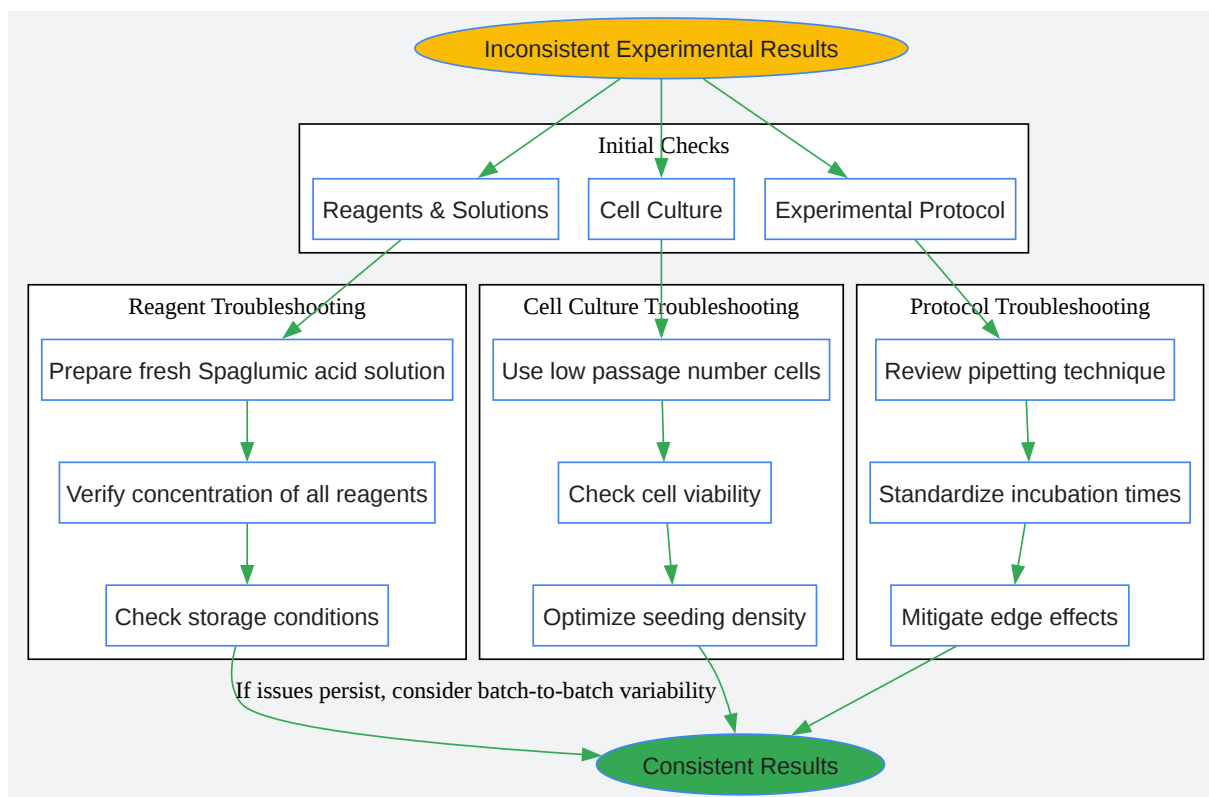 Inconsistent Experimental Results
Initial Checks
Reagents & Solutions
Cell Culture
Experimental Protocol
Reagent Troubleshooting
Prepare fresh Spaglumic acid solution
Verify concentration of all reagents
Check storage conditions
Cell Culture Troubleshooting
Use low passage number cells
Check cell viability
Optimize seeding density
Protocol Troubleshooting
Review pipetting technique
Standardize incubation times
Mitigate edge effects
If issues persist, consider batch-to-batch variability
Consistent Results